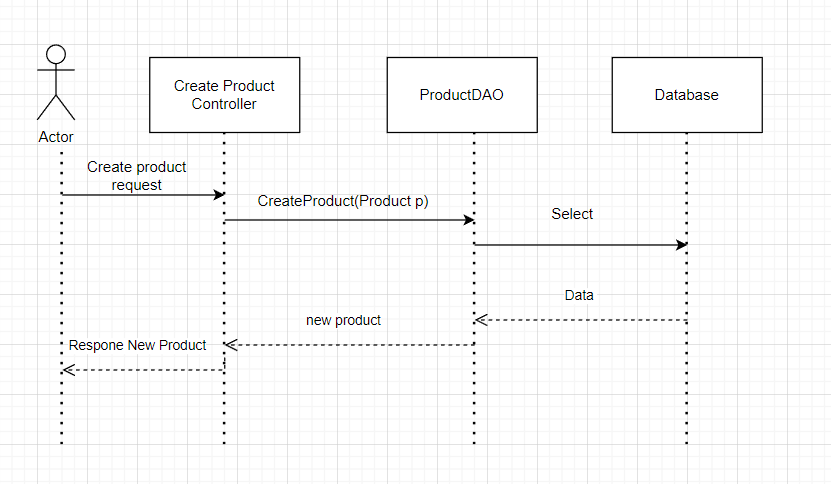 Create Product
Controller
ProductDAO
Database
Actor
Create product
request
CreateProduct(Product p)
Select
Data
new product
Respone New Product